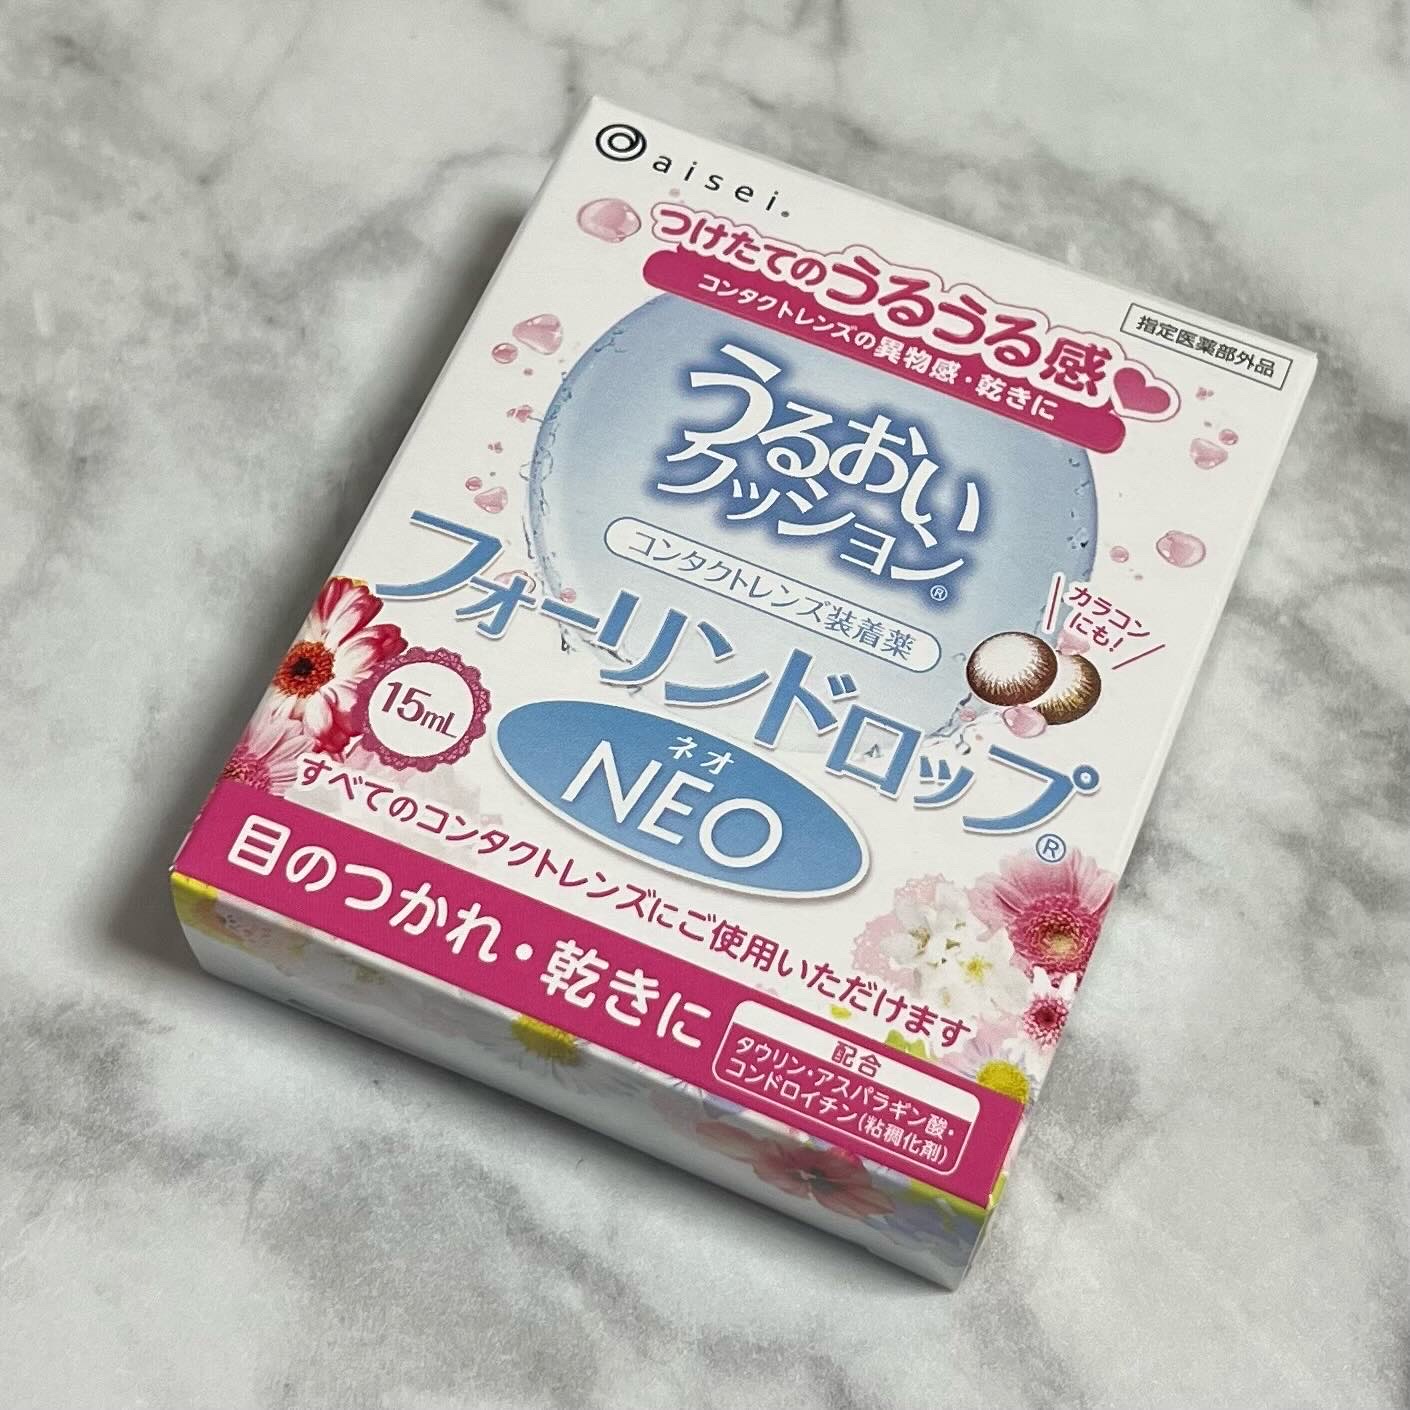 aisei®
つけたてのうるうる感
コンタクトレンズの異物感・乾きに
指定医薬部外品
うるおい
クッション®
コンタクトレンズ装着薬
フォーリンドロップ®
カラコン
にも!
15mL
ネオ
NEO
すべてのコンタクトレンズにご使用いただけます
目のつかれ・乾きに
配合
タウリン・アスパラギン酸・
コンドロイチン(粘稠化剤)